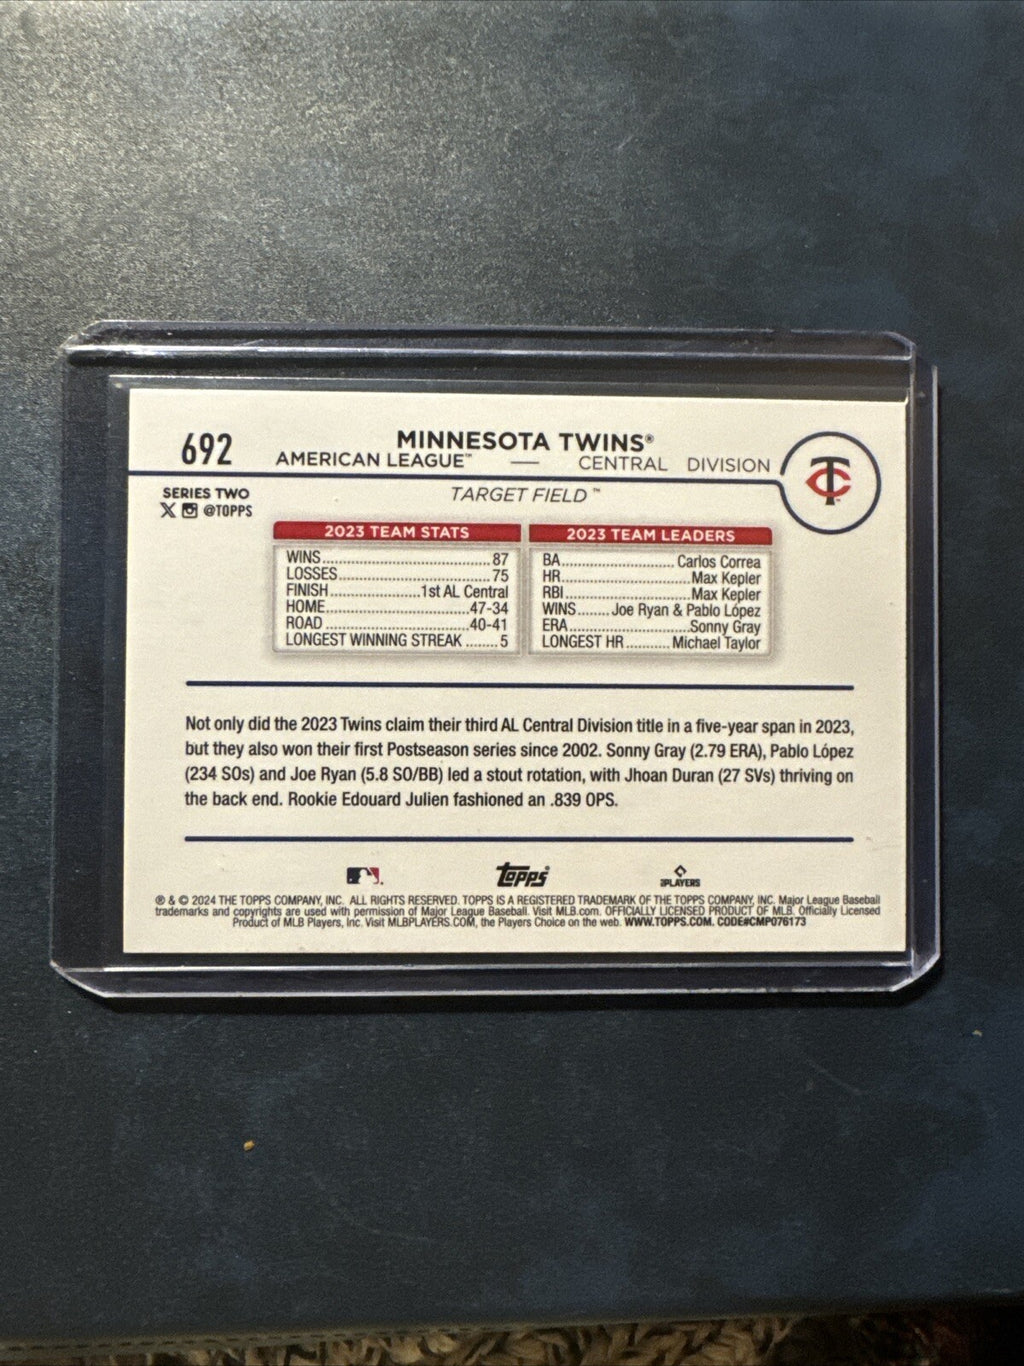 692
MINNESOTA TWINS®
AMERICAN LEAGUE™ — CENTRAL DIVISION
TC
SERIES TWO
X @TOPPS
TARGET FIELD™
2023 TEAM STATS
WINS..........................................87
LOSSES......................................75
FINISH......................1st AL Central
HOME....................................47-34
ROAD.....................................40-41
LONGEST WINNING STREAK ........5
2023 TEAM LEADERS
BA............................Carlos Correa
HR................................Max Kepler
RBI...............................Max Kepler
WINS........Joe Ryan & Pablo López
ERA..............................Sonny Gray
LONGEST HR...........Michael Taylor
Not only did the 2023 Twins claim their third AL Central Division title in a five-year span in 2023,
but they also won their first Postseason series since 2002. Sonny Gray (2.79 ERA), Pablo López
(234 SOs) and Joe Ryan (5.8 SO/BB) led a stout rotation, with Jhoan Duran (27 SVs) thriving on
the back end. Rookie Edouard Julien fashioned an .839 OPS.
topps®
PLAYERS
® & © 2024 THE TOPPS COMPANY, INC. ALL RIGHTS RESERVED. TOPPS IS A REGISTERED TRADEMARK OF THE TOPPS COMPANY, INC. Major League Baseball
trademarks and copyrights are used with permission of Major League Baseball. Visit MLB.com. OFFICIALLY LICENSED PRODUCT OF MLB. Officially Licensed
Product of MLB Players, Inc. Visit MLBPLAYERS.COM, the Players Choice on the web. WWW.TOPPS.COM. CODE#CMP076173